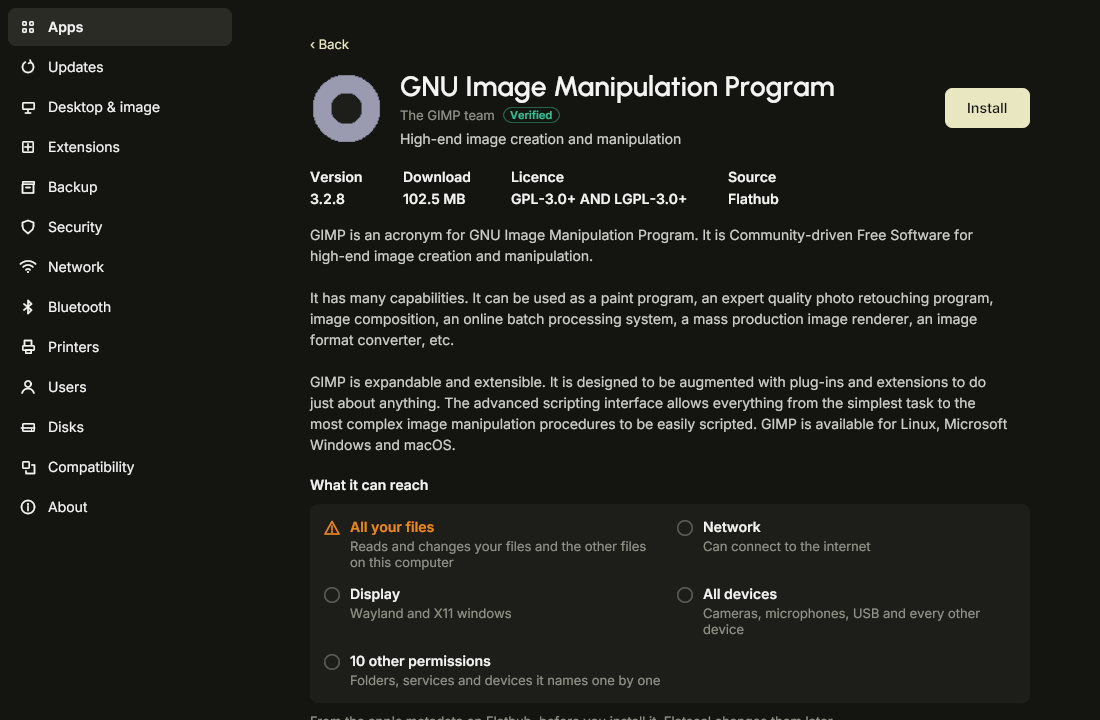 Apps
Updates
Desktop & image
Extensions
Backup
Security
Network
Bluetooth
Printers
Users
Disks
Compatibility
About
‹ Back
GNU Image Manipulation Program
The GIMP team Verified
High-end image creation and manipulation
Install
Version Download Licence Source
3.2.8 102.5 MB GPL-3.0+ AND LGPL-3.0+ Flathub
GIMP is an acronym for GNU Image Manipulation Program. It is Community-driven Free Software for
high-end image creation and manipulation.
It has many capabilities. It can be used as a paint program, an expert quality photo retouching program,
image composition, an online batch processing system, a mass production image renderer, an image
format converter, etc.
GIMP is expandable and extensible. It is designed to be augmented with plug-ins and extensions to do
just about anything. The advanced scripting interface allows everything from the simplest task to the
most complex image manipulation procedures to be easily scripted. GIMP is available for Linux, Microsoft
Windows and macOS.
What it can reach
All your files
Reads and changes your files and the other files
on this computer
Network
Can connect to the internet
Display
Wayland and X11 windows
All devices
Cameras, microphones, USB and every other
device
10 other permissions
Folders, services and devices it names one by one